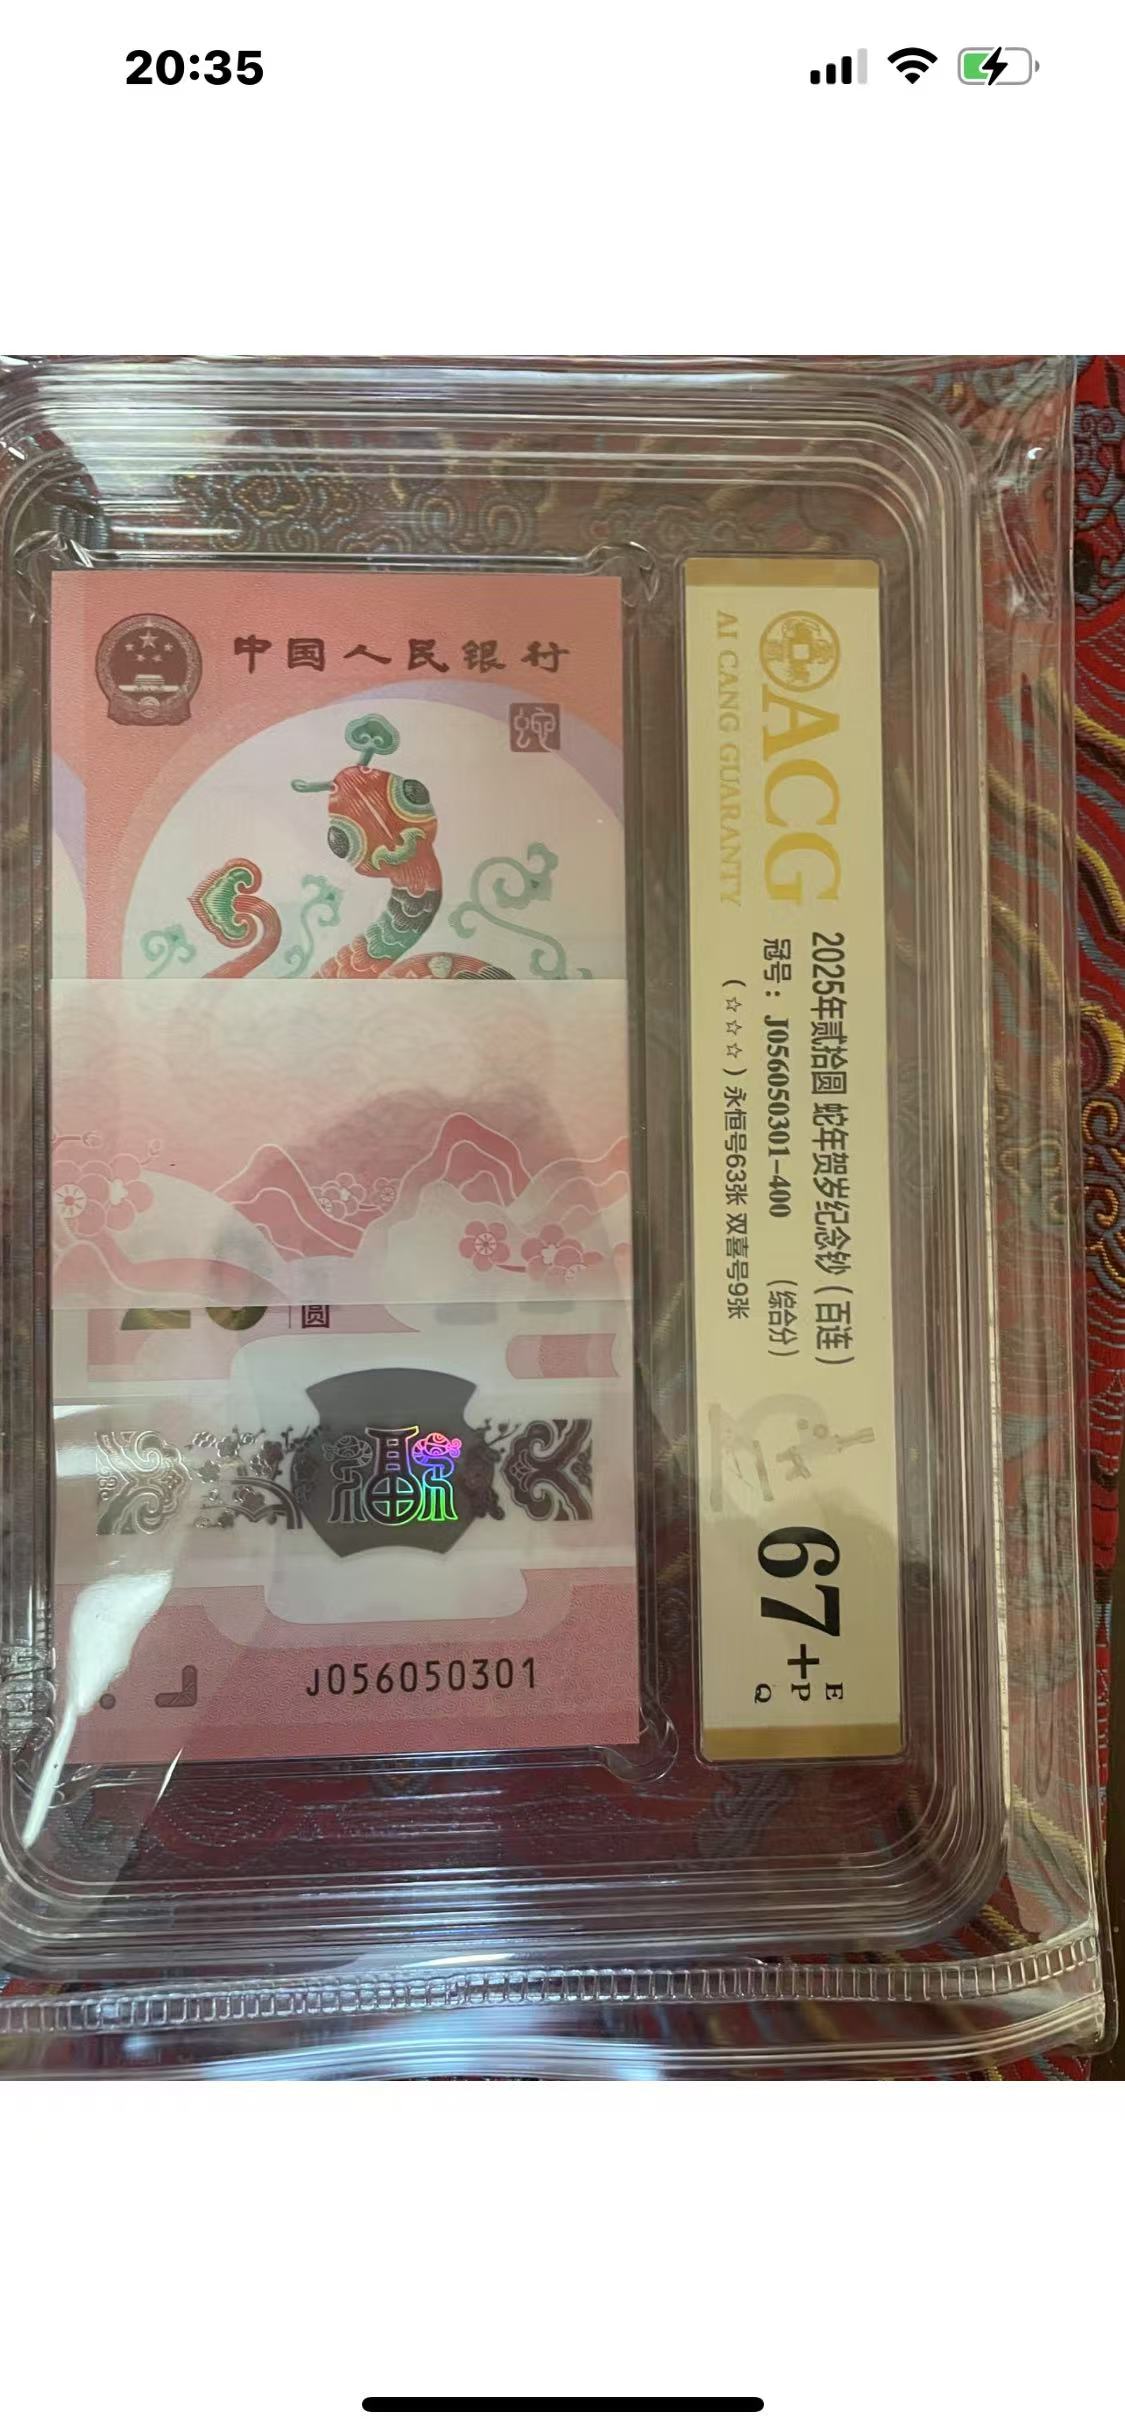 20:35
中国人民银行
蛇
圆
福
J056050301
ACG
AI CANG GUARANTY
2025年贰拾圆 蛇年贺岁纪念钞（百连）
冠号：J056050301-400 （综合分）
（☆☆☆）永恒号63张 双喜号9张
67+
E
P
Q